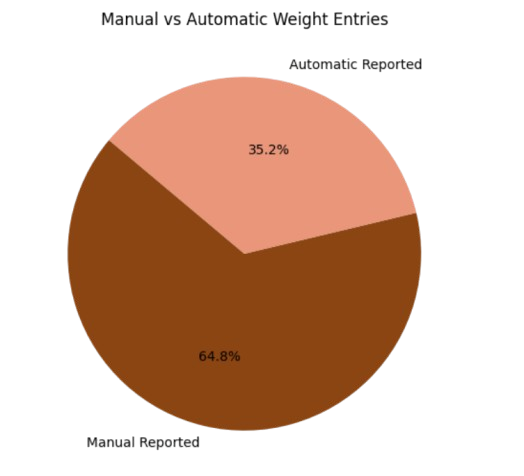 Manual vs Automatic Weight Entries
Automatic Reported
35.2%
64.8%
Manual Reported